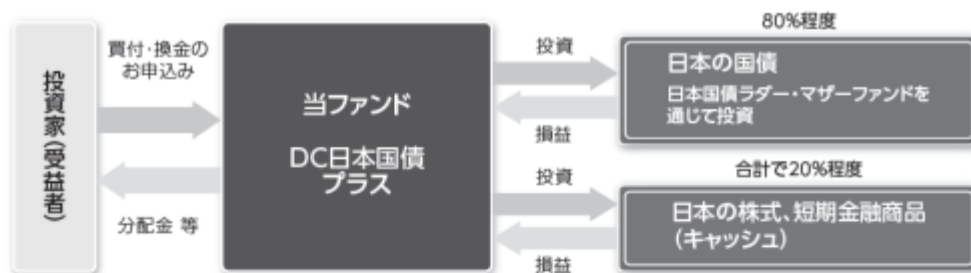 投資家(受益者)
買付・換金の
お申込み
分配金 等
当ファンド
DC日本国債
プラス
投資
損益
80%程度
日本の国債
日本国債ラダー・マザーファンドを
通じて投資
投資
損益
合計で20%程度
日本の株式、短期金融商品
(キャッシュ)